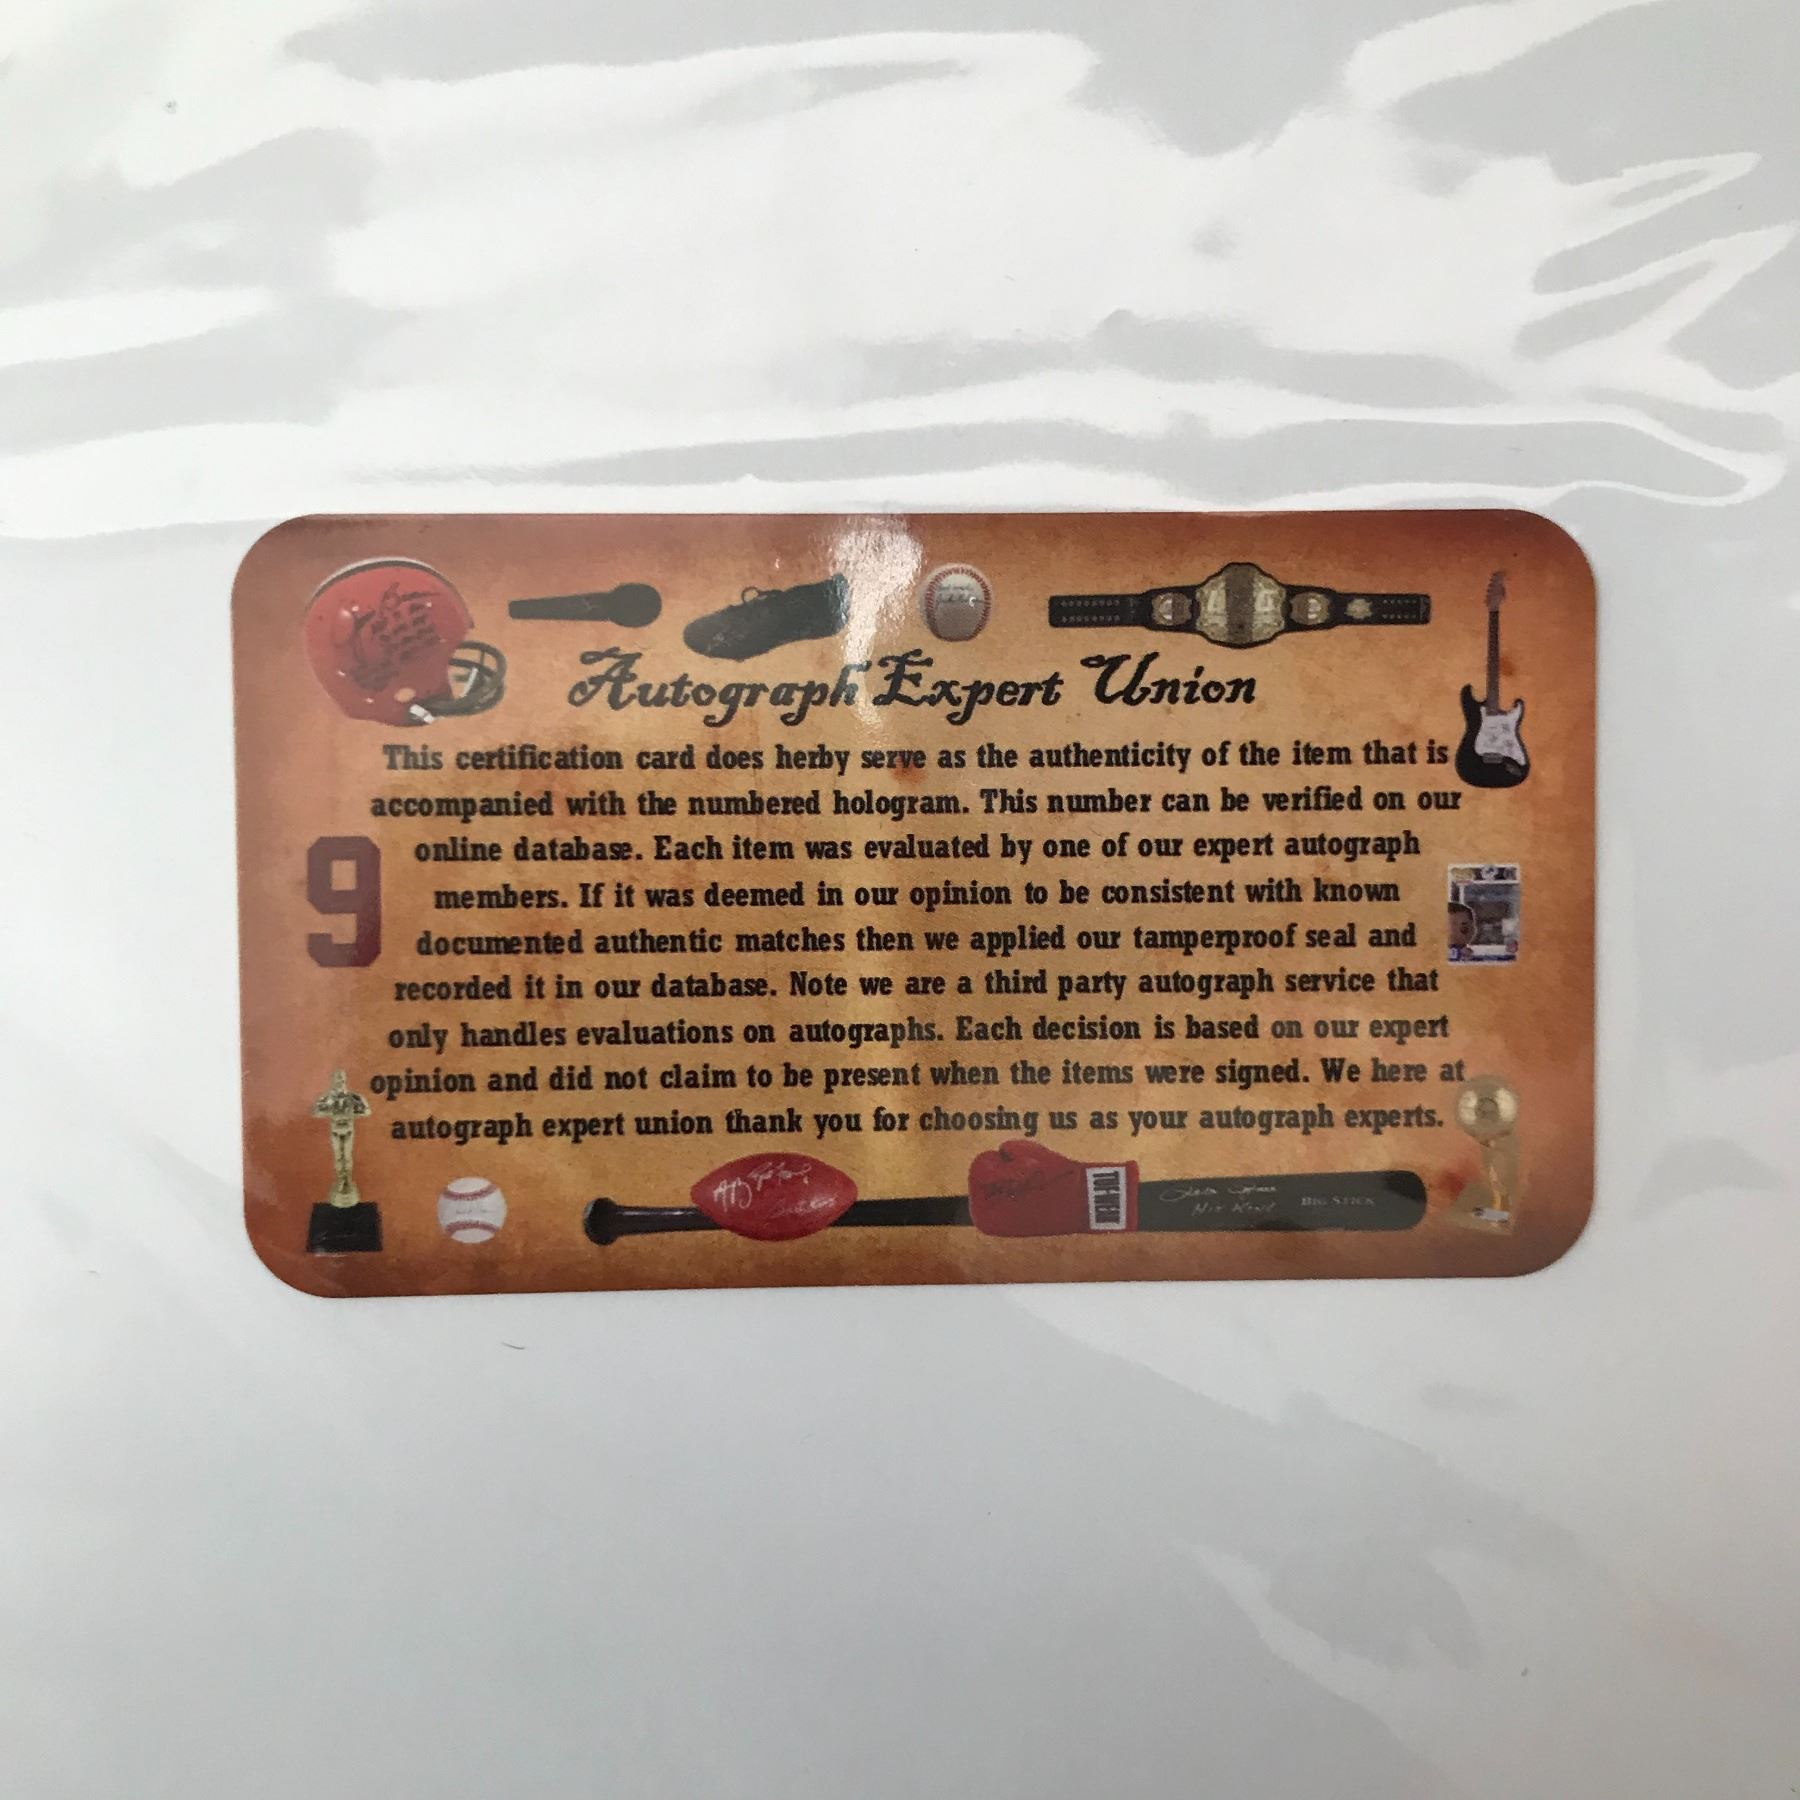 Autograph Expert Union
This certification card does herby serve as the authenticity of the item that is
accompanied with the numbered hologram. This number can be verified on our
online database. Each item was evaluated by one of our expert autograph
members. If it was deemed in our opinion to be consistent with known
documented authentic matches then we applied our tamperproof seal and
recorded it in our database. Note we are a third party autograph service that
only handles evaluations on autographs. Each decision is based on our expert
opinion and did not claim to be present when the items were signed. We here at
autograph expert union thank you for choosing us as your autograph experts.
9
Hit King
Big Stick